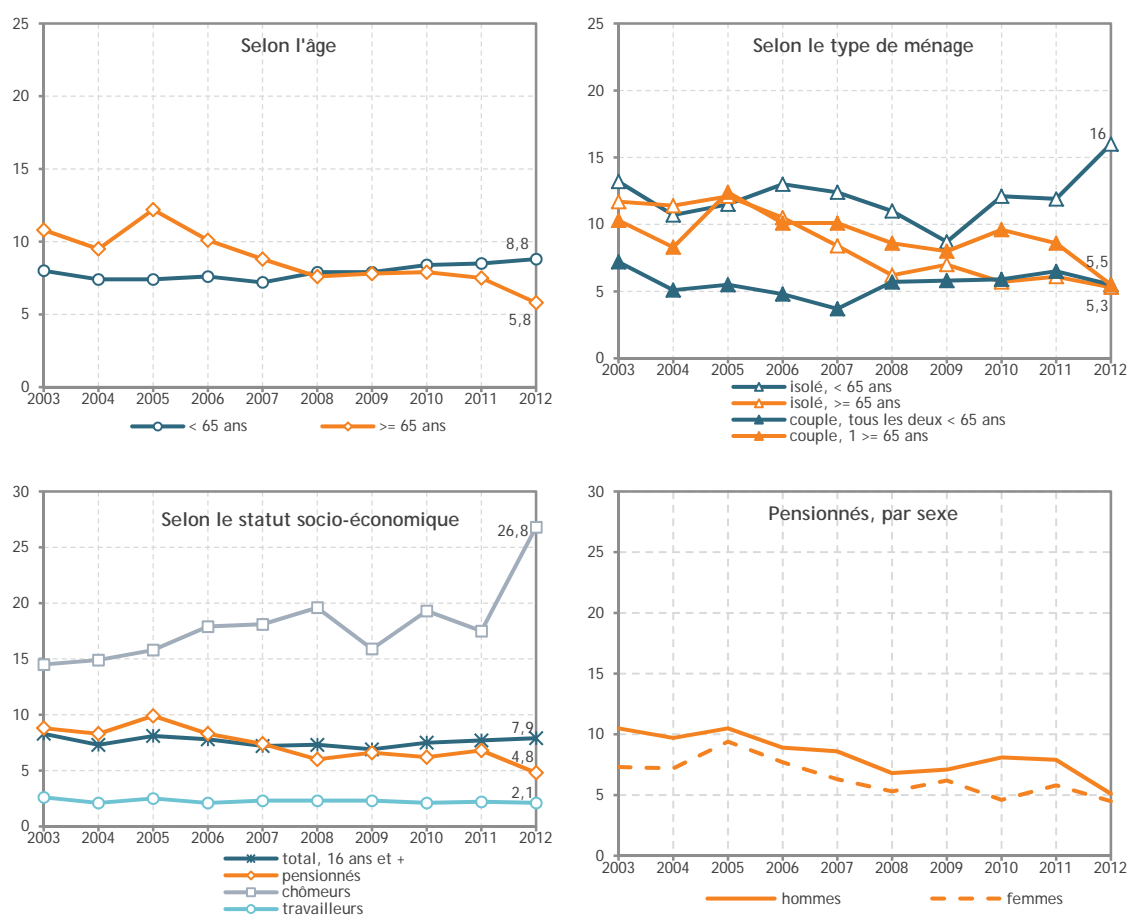 Selon l'âge
25
20
15
10
5
0
8,8
5,8
2003 2004 2005 2006 2007 2008 2009 2010 2011 2012
< 65 ans >= 65 ans
Selon le type de ménage
25
20
15
10
5
0
16
5,5
5,3
2003 2004 2005 2006 2007 2008 2009 2010 2011 2012
isolé, < 65 ans
isolé, >= 65 ans
couple, tous les deux < 65 ans
couple, 1 >= 65 ans
Selon le statut socio-économique
30
25
20
15
10
5
0
26,8
7,9
4,8
2,1
2003 2004 2005 2006 2007 2008 2009 2010 2011 2012
total, 16 ans et +
pensionnés
chômeurs
travailleurs
Pensionnés, par sexe
30
25
20
15
10
5
0
2003 2004 2005 2006 2007 2008 2009 2010 2011 2012
hommes femmes